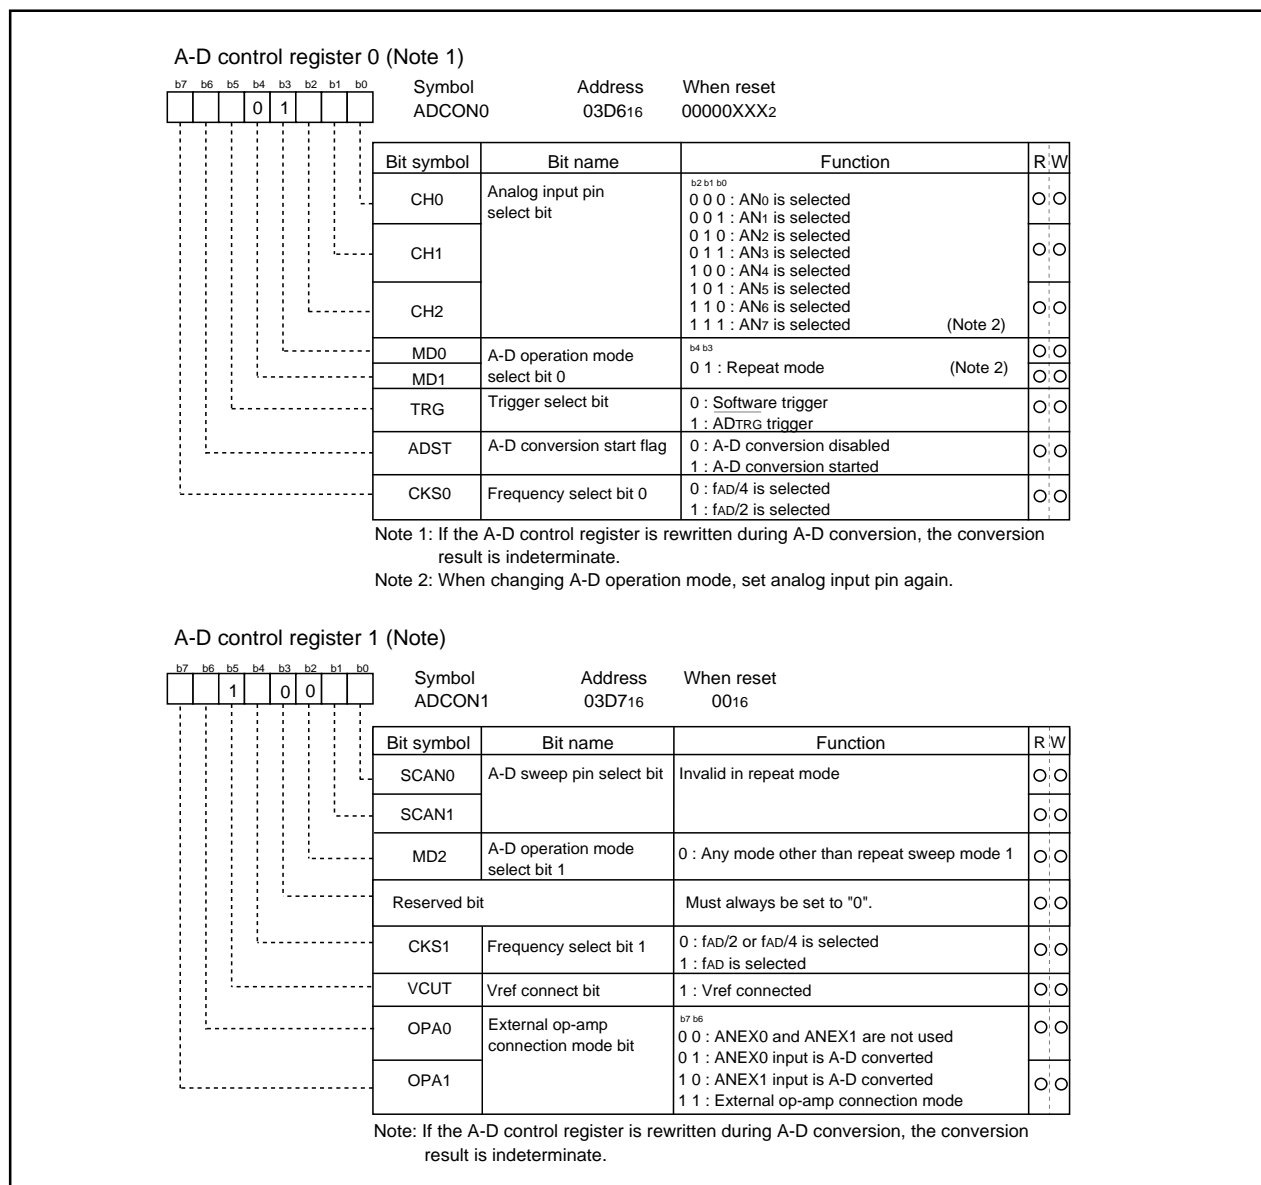 A-D control register 0 (Note 1)
b7 b6 b5 b4 b3 b2 b1 b0
0 1
Symbol Address When reset
ADCON0 03D616 00000XXX2
Bit symbol Bit name Function R W
CH0 Analog input pin select bit
b2 b1 b0
0 0 0 : AN0 is selected
0 0 1 : AN1 is selected
CH1
0 1 0 : AN2 is selected
0 1 1 : AN3 is selected
1 0 0 : AN4 is selected
1 0 1 : AN5 is selected
CH2
1 1 0 : AN6 is selected
1 1 1 : AN7 is selected (Note 2)
MD0 A-D operation mode select bit 0
b4 b3
0 1 : Repeat mode (Note 2)
MD1
TRG Trigger select bit
0 : Software trigger
1 : ADTRG trigger
ADST A-D conversion start flag
0 : A-D conversion disabled
1 : A-D conversion started
CKS0 Frequency select bit 0
0 : fAD/4 is selected
1 : fAD/2 is selected
Note 1: If the A-D control register is rewritten during A-D conversion, the conversion
result is indeterminate.
Note 2: When changing A-D operation mode, set analog input pin again.
A-D control register 1 (Note)
b7 b6 b5 b4 b3 b2 b1 b0
1 0 0
Symbol Address When reset
ADCON1 03D716 0016
Bit symbol Bit name Function R W
SCAN0 A-D sweep pin select bit Invalid in repeat mode
SCAN1
MD2 A-D operation mode select bit 1
0 : Any mode other than repeat sweep mode 1
Reserved bit Must always be set to "0".
CKS1 Frequency select bit 1
0 : fAD/2 or fAD/4 is selected
1 : fAD is selected
VCUT Vref connect bit 1 : Vref connected
OPA0 External op-amp connection mode bit
b7 b6
0 0 : ANEX0 and ANEX1 are not used
0 1 : ANEX0 input is A-D converted
OPA1
1 0 : ANEX1 input is A-D converted
1 1 : External op-amp connection mode
Note: If the A-D control register is rewritten during A-D conversion, the conversion
result is indeterminate.